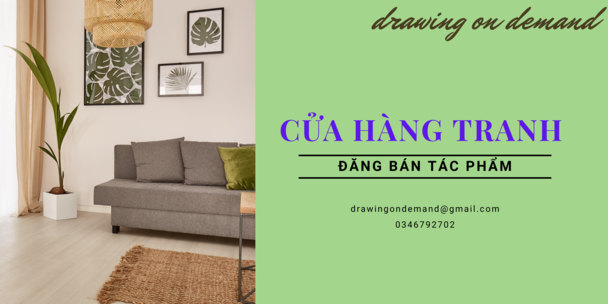 drawing on demand
CỬA HÀNG TRANH
ĐĂNG BÁN TÁC PHẨM
drawingondemand@gmail.com
0346792702